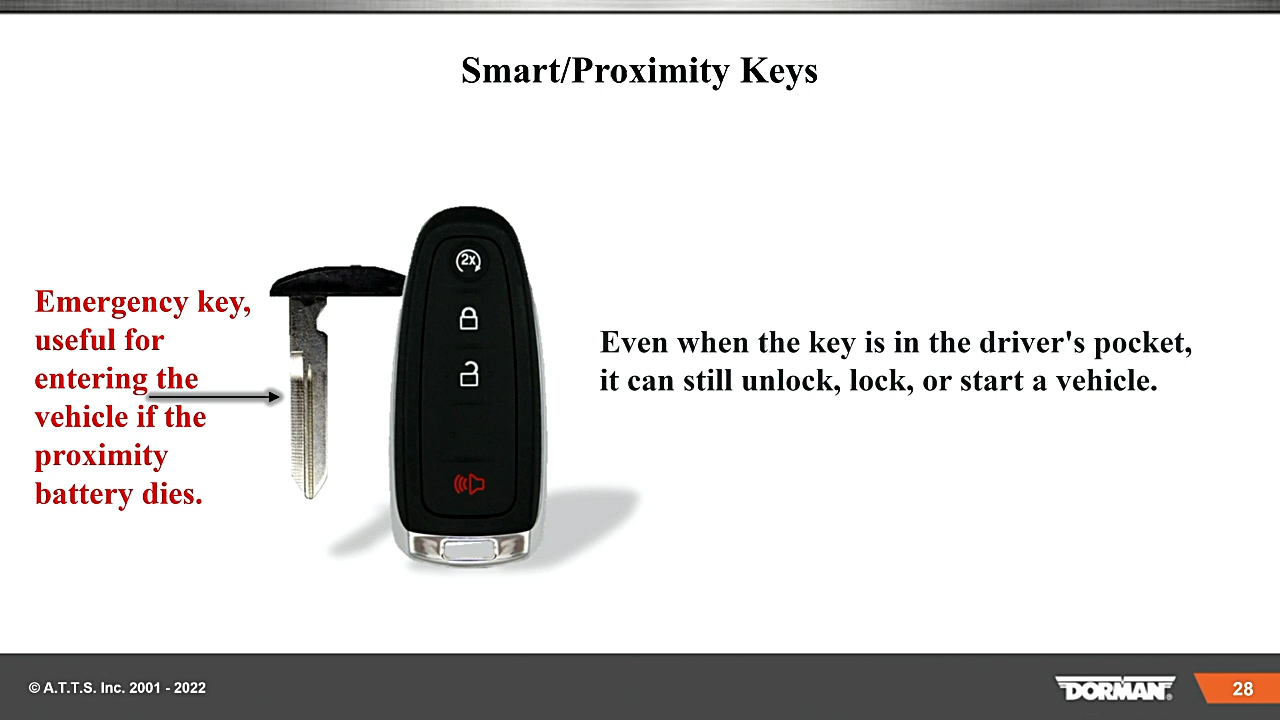 Smart/Proximity Keys
Emergency key,
useful for
entering the
vehicle if the
proximity
battery dies.
2x
Even when the key is in the driver's pocket,
it can still unlock, lock, or start a vehicle.
© A.T.T.S. Inc. 2001 - 2022
DORMAN
28